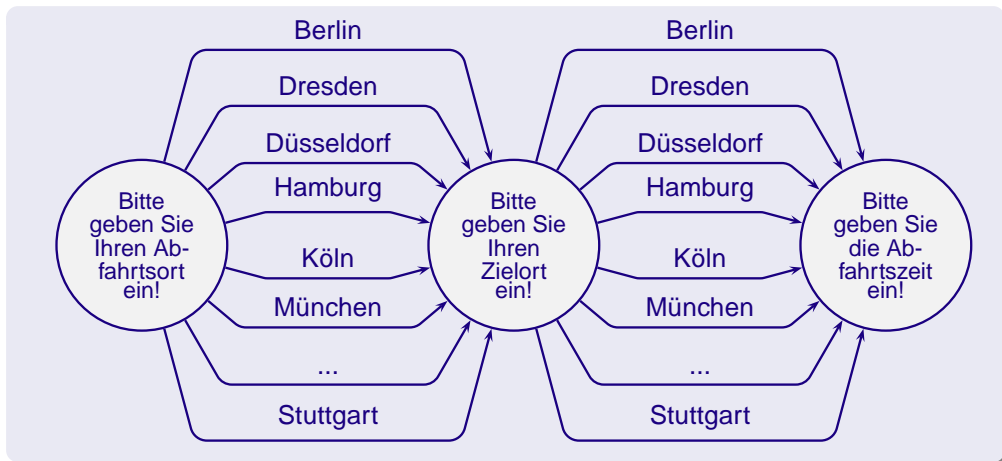 Berlin
Berlin
Dresden
Dresden
Düsseldorf
Düsseldorf
Hamburg
Hamburg
Bitte
geben Sie
Ihren Ab-
fahrtsort
ein!
Bitte
geben Sie
Ihren
Zielort
ein!
Bitte
geben Sie
die Ab-
fahrtszeit
ein!
Köln
Köln
München
München
...
...
Stuttgart
Stuttgart